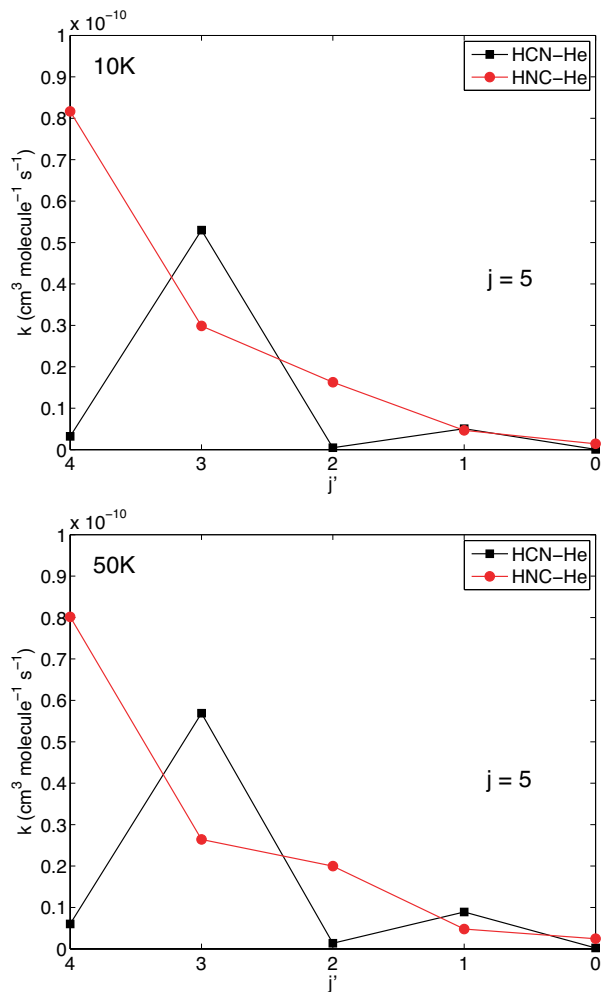 x 10⁻¹⁰
1
0.9
0.8
0.7
0.6
0.5
0.4
0.3
0.2
0.1
0
k (cm³ molecule⁻¹ s⁻¹)
10K
HCN−He
HNC−He
j = 5
4 3 2 1 0
j'
x 10⁻¹⁰
1
0.9
0.8
0.7
0.6
0.5
0.4
0.3
0.2
0.1
0
k (cm³ molecule⁻¹ s⁻¹)
50K
HCN−He
HNC−He
j = 5
4 3 2 1 0
j'